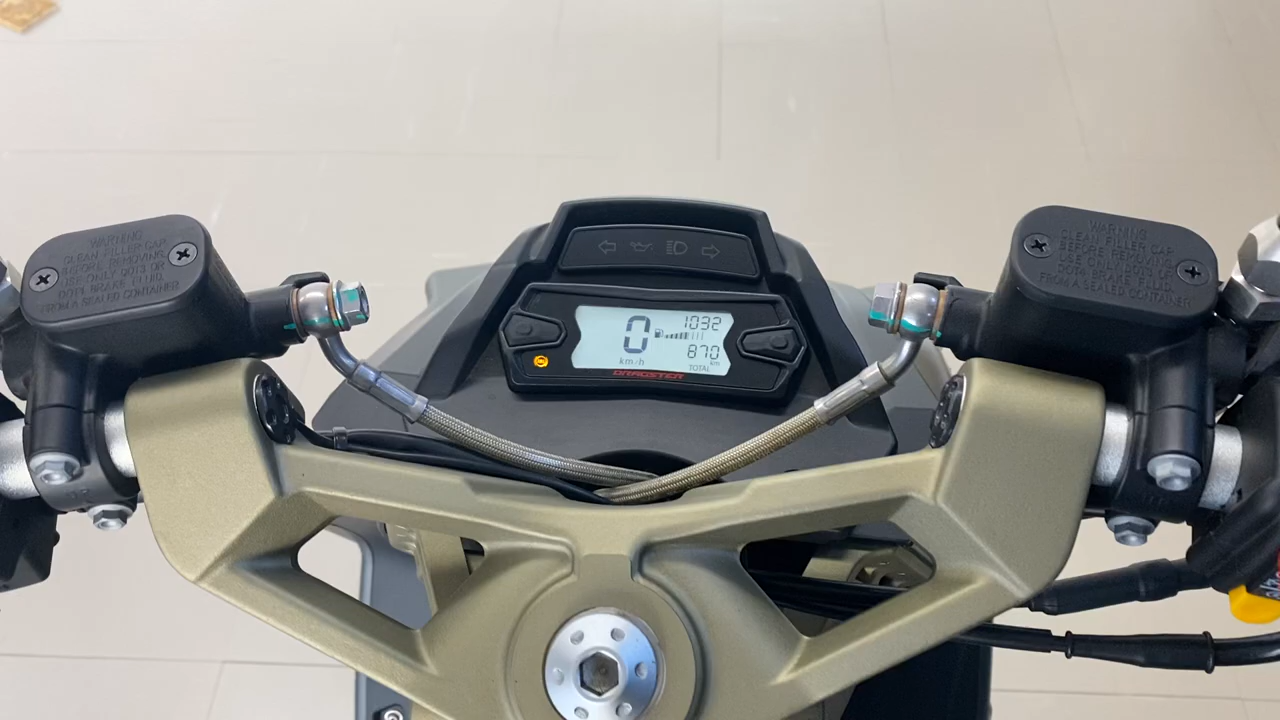 WARNING
CLEAN FILLER CAP
BEFORE REMOVING.
USE ONLY DOT3 OR
DOT4 BRAKE FLUID.
FROM A SEALED CONTAINER
0
km/h
1032
870 km
TOTAL
DRAGSTER
WARNING
CLEAN FILLER CAP
BEFORE REMOVING.
USE ONLY DOT3 OR
DOT4 BRAKE FLUID.
FROM A SEALED CONTAINER